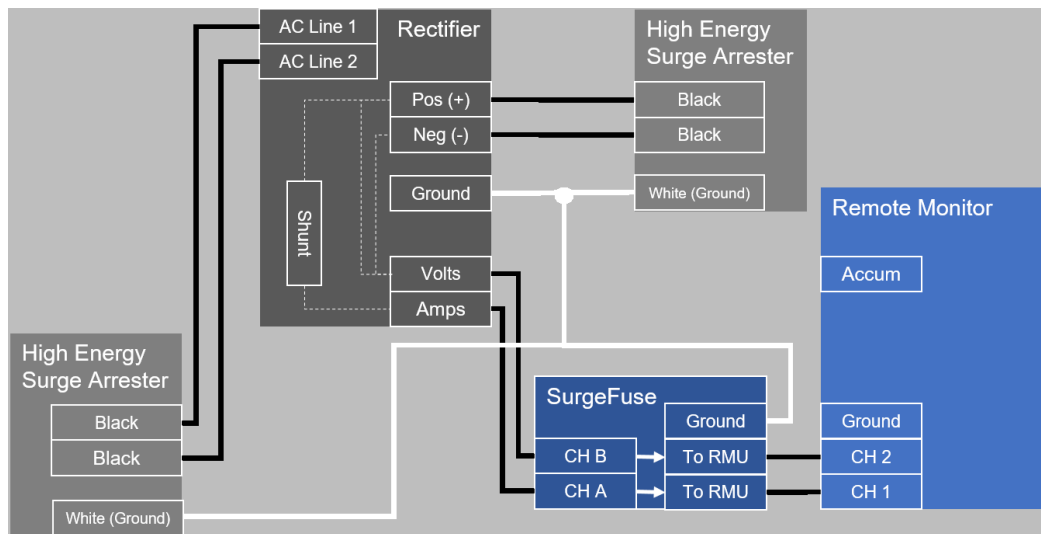 AC Line 1
AC Line 2
Rectifier
Pos (+)
Neg (-)
Ground
Shunt
Volts
Amps
High Energy
Surge Arrester
Black
Black
White (Ground)
Remote Monitor
Accum
Ground
CH 2
CH 1
High Energy
Surge Arrester
Black
Black
White (Ground)
SurgeFuse
Ground
CH B
To RMU
CH A
To RMU